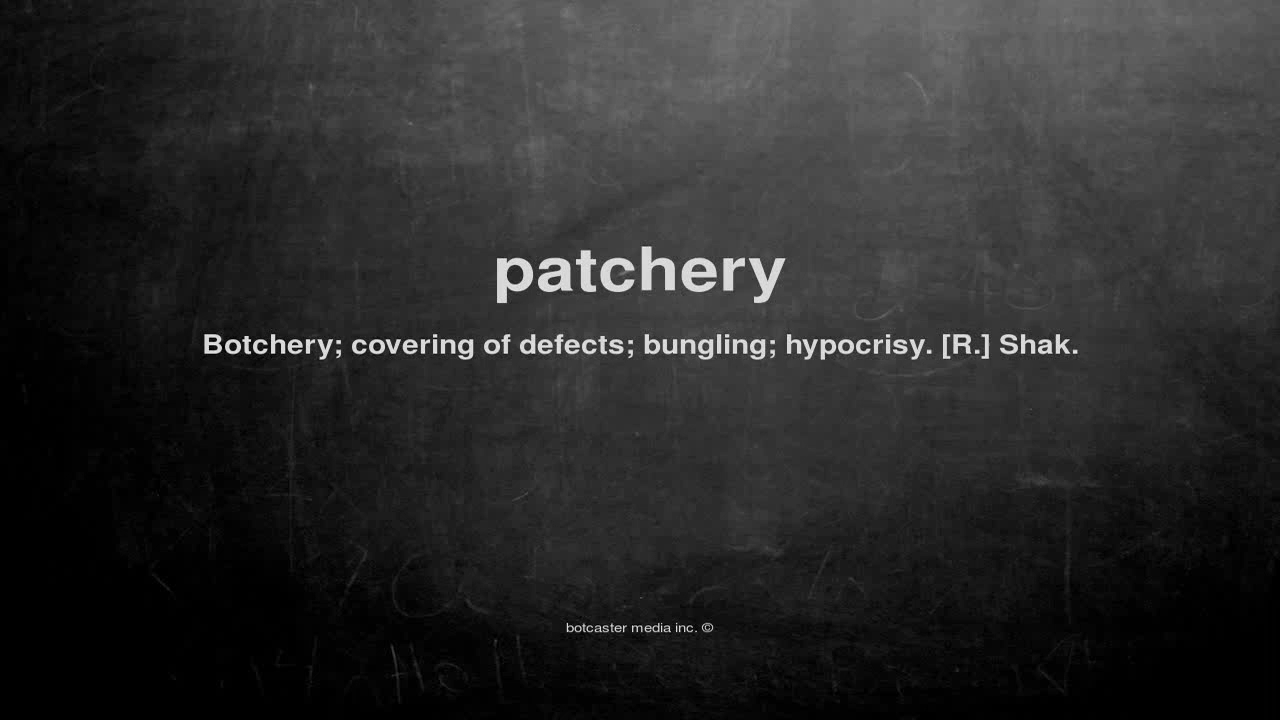 patchery
Botchery; covering of defects; bungling; hypocrisy. [R.] Shak.
botcaster media inc. ©